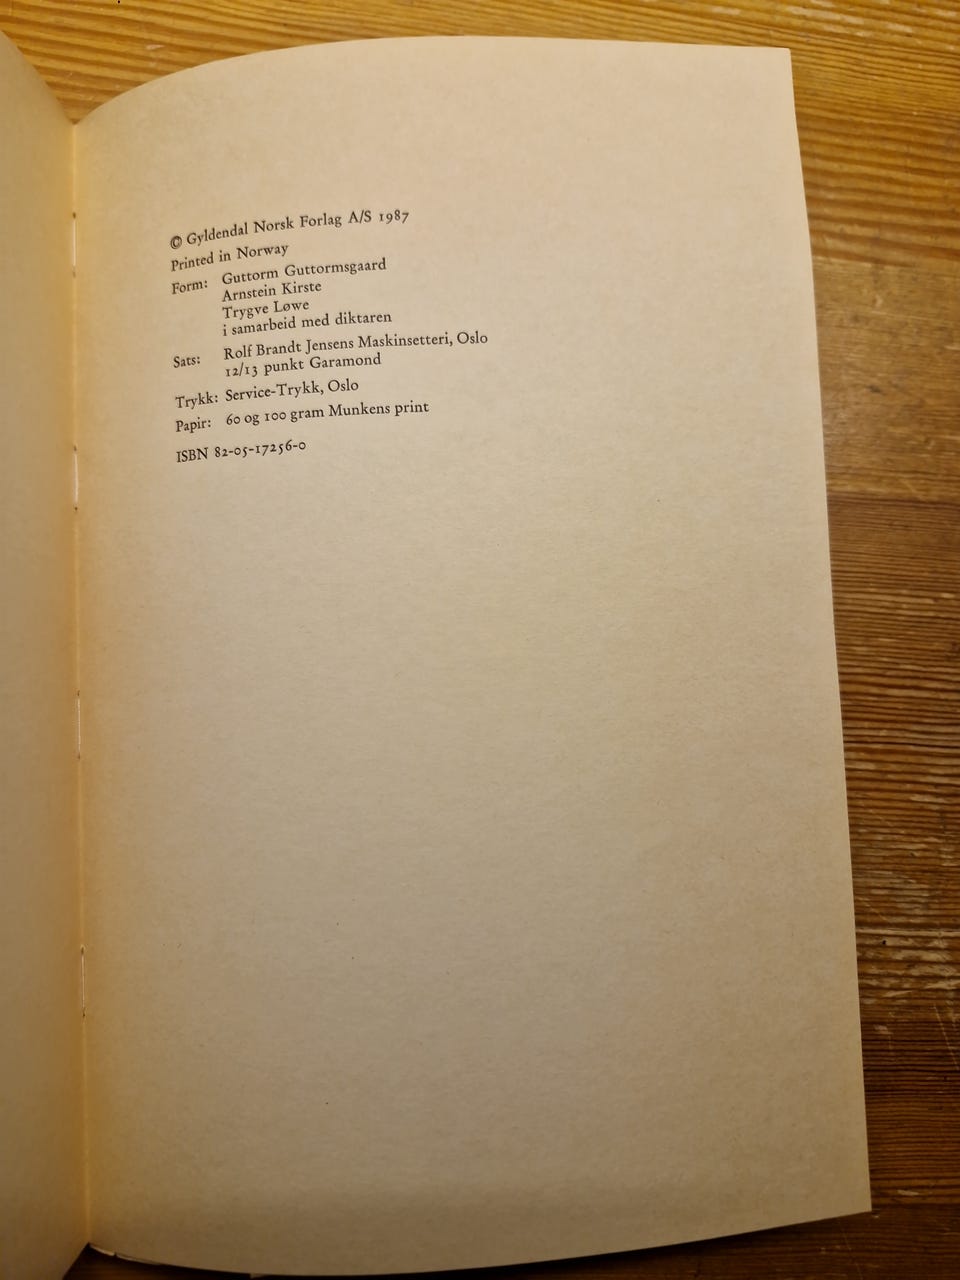 © Gyldendal Norsk Forlag A/S 1987
Printed in Norway
Form: Guttorm Guttormsgaard
Arnstein Kirste
Trygve Løwe
i samarbeid med diktaren
Sats: Rolf Brandt Jensens Maskinsetteri, Oslo
12/13 punkt Garamond
Trykk: Service-Trykk, Oslo
Papir: 60 og 100 gram Munkens print
ISBN 82-05-17256-0